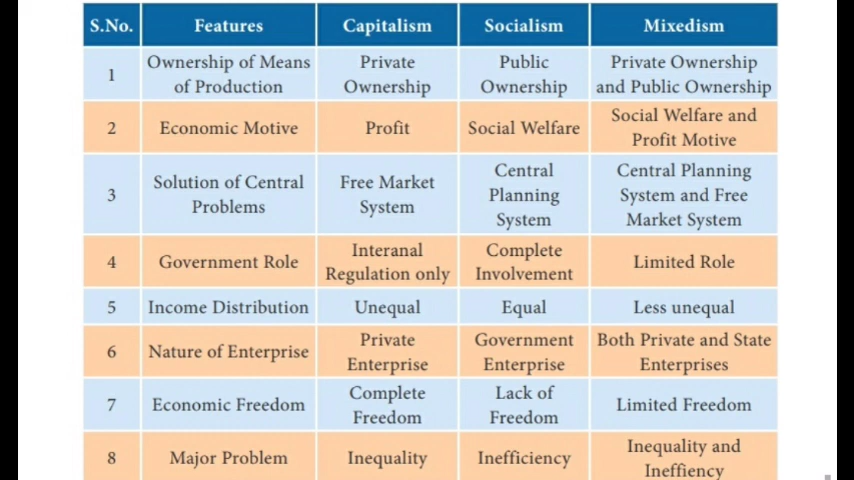 S.No. Features Capitalism Socialism Mixedism
1 Ownership of Means of Production Private Ownership Public Ownership Private Ownership and Public Ownership
2 Economic Motive Profit Social Welfare Social Welfare and Profit Motive
3 Solution of Central Problems Free Market System Central Planning System Central Planning System and Free Market System
4 Government Role Interanal Regulation only Complete Involvement Limited Role
5 Income Distribution Unequal Equal Less unequal
6 Nature of Enterprise Private Enterprise Government Enterprise Both Private and State Enterprises
7 Economic Freedom Complete Freedom Lack of Freedom Limited Freedom
8 Major Problem Inequality Inefficiency Inequality and Ineffiency